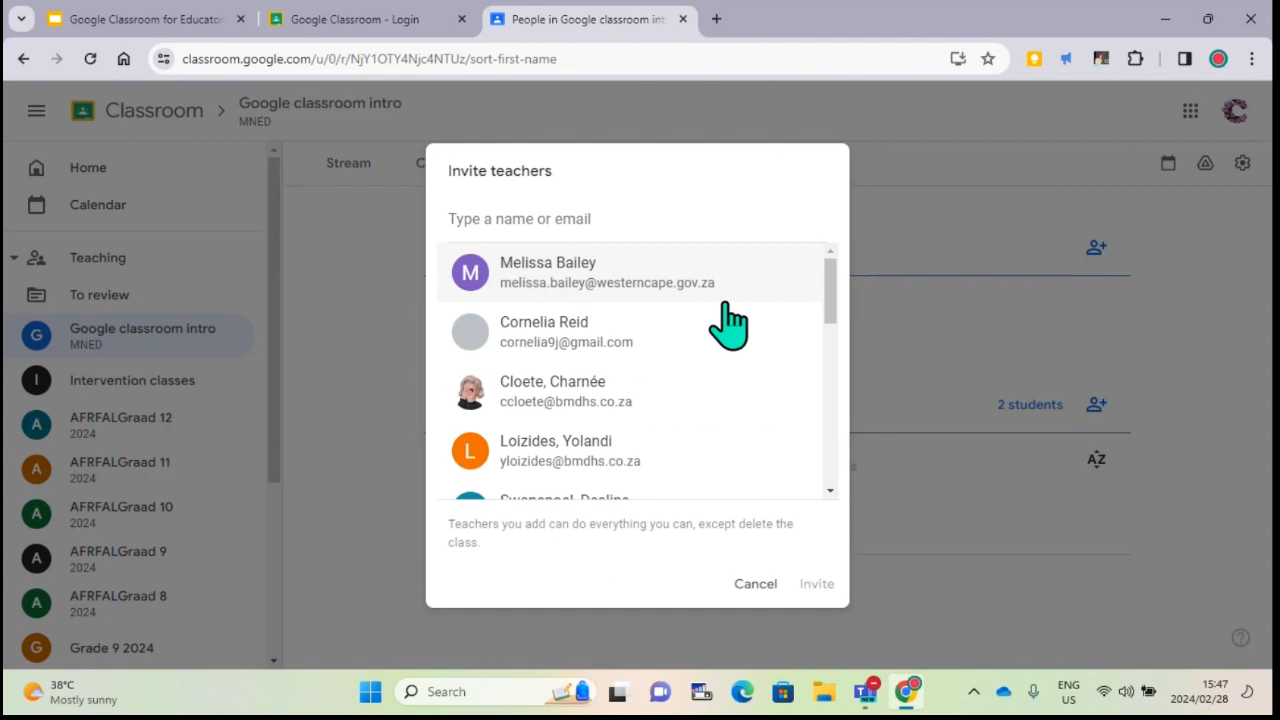 Google Classroom for Educator
Google Classroom - Login
People in Google classroom int
classroom.google.com/u/0/r/NjY1OTY4Njc4NTUz/sort-first-name
Classroom
Google classroom intro
MNED
Home
Calendar
Teaching
To review
G
Google classroom intro
MNED
I
Intervention classes
A
AFRFALGraad 12
2024
A
AFRFALGraad 11
2024
A
AFRFALGraad 10
2024
A
AFRFALGraad 9
2024
A
AFRFALGraad 8
2024
G
Grade 9 2024
Stream
C
2 students
AZ
s
Invite teachers
Type a name or email
M
Melissa Bailey
melissa.bailey@westerncape.gov.za
Cornelia Reid
cornelia9j@gmail.com
Cloete, Charnée
ccloete@bmdhs.co.za
L
Loizides, Yolandi
yloizides@bmdhs.co.za
Teachers you add can do everything you can, except delete the
class.
Cancel
Invite
38°C
Mostly sunny
Search
NEW
ENG
US
15:47
2024/02/28